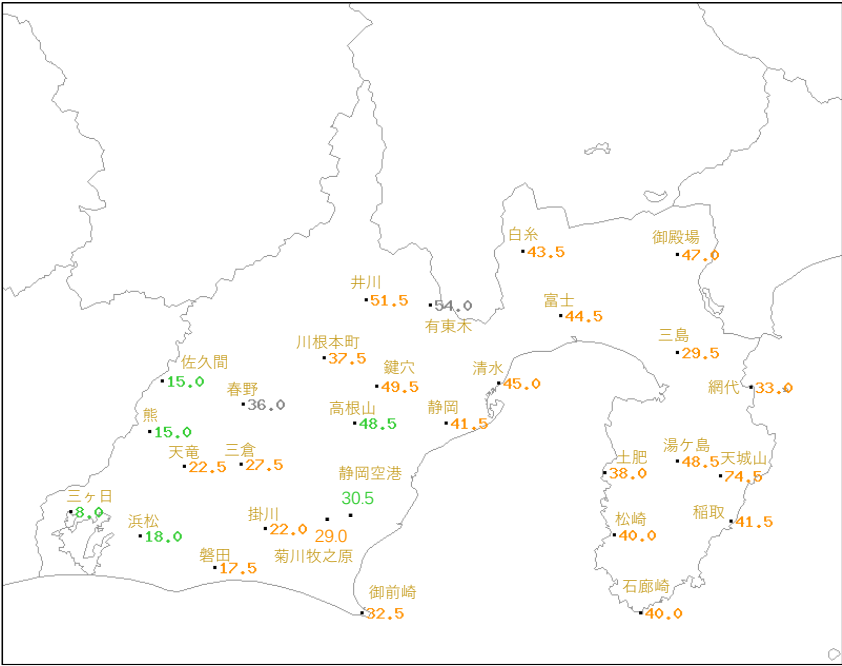 白糸
43.5
御殿場
47.0
井川
51.5
54.0
有東木
富士
44.5
川根本町
37.5
三島
29.5
佐久間
15.0
鍵穴
49.5
清水
45.0
網代
33.0
春野
36.0
高根山
48.5
静岡
41.5
熊
15.0
天竜
22.5
三倉
27.5
土肥
38.0
湯ケ島
48.5
天城山
74.5
静岡空港
30.5
三ヶ日
8.0
浜松
18.0
掛川
22.0
29.0
菊川牧之原
松崎
40.0
稲取
41.5
磐田
17.5
御前崎
32.5
石廊崎
40.0